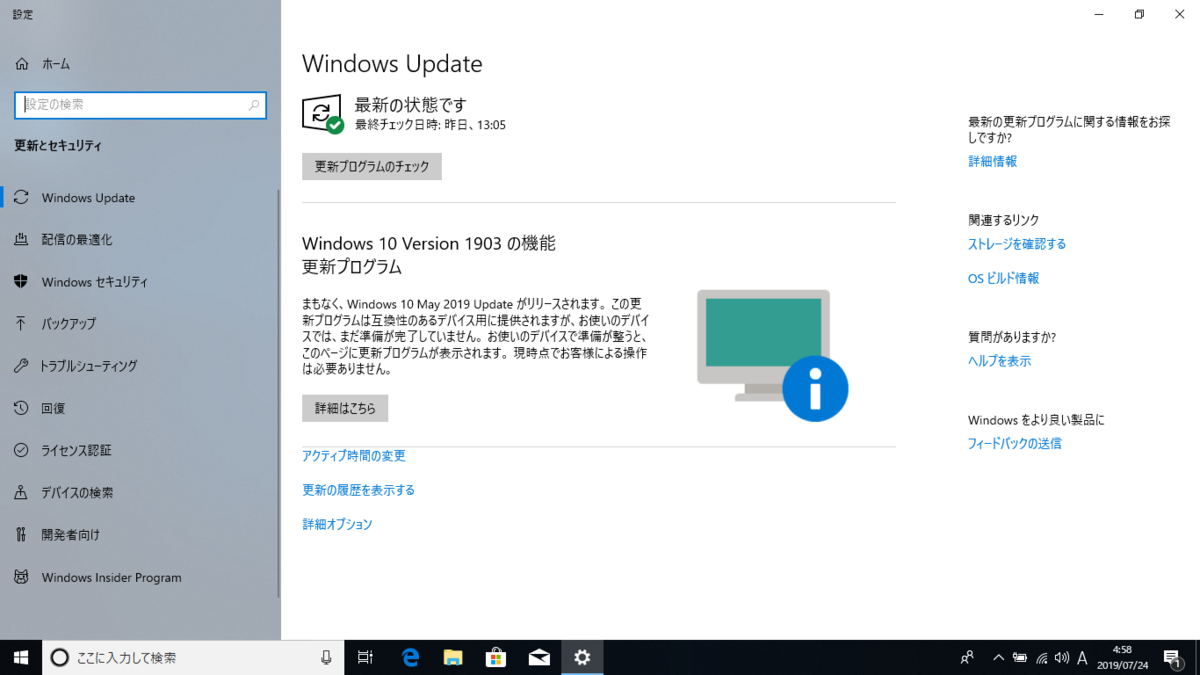 設定
ホーム
設定の検索
更新とセキュリティ
Windows Update
配信の最適化
Windows セキュリティ
バックアップ
トラブルシューティング
回復
ライセンス認証
デバイスの検索
開発者向け
Windows Insider Program
Windows Update
最新の状態です
最終チェック日時: 昨日、13:05
更新プログラムのチェック
Windows 10 Version 1903 の機能
更新プログラム
まもなく、Windows 10 May 2019 Update がリリースされます。この更
新プログラムは互換性のあるデバイス用に提供されますが、お使いのデバイ
スでは、まだ準備が完了していません。お使いのデバイスで準備が整うと、
このページに更新プログラムが表示されます。現時点でお客様による操作
は必要ありません。
詳細はこちら
アクティブ時間の変更
更新の履歴を表示する
詳細オプション
最新の更新プログラムに関する情報をお探
しですか?
詳細情報
関連するリンク
ストレージを確認する
OS ビルド情報
質問がありますか?
ヘルプを表示
Windows をより良い製品に
フィードバックの送信
ここに入力して検索
A
4:58
2019/07/24
1